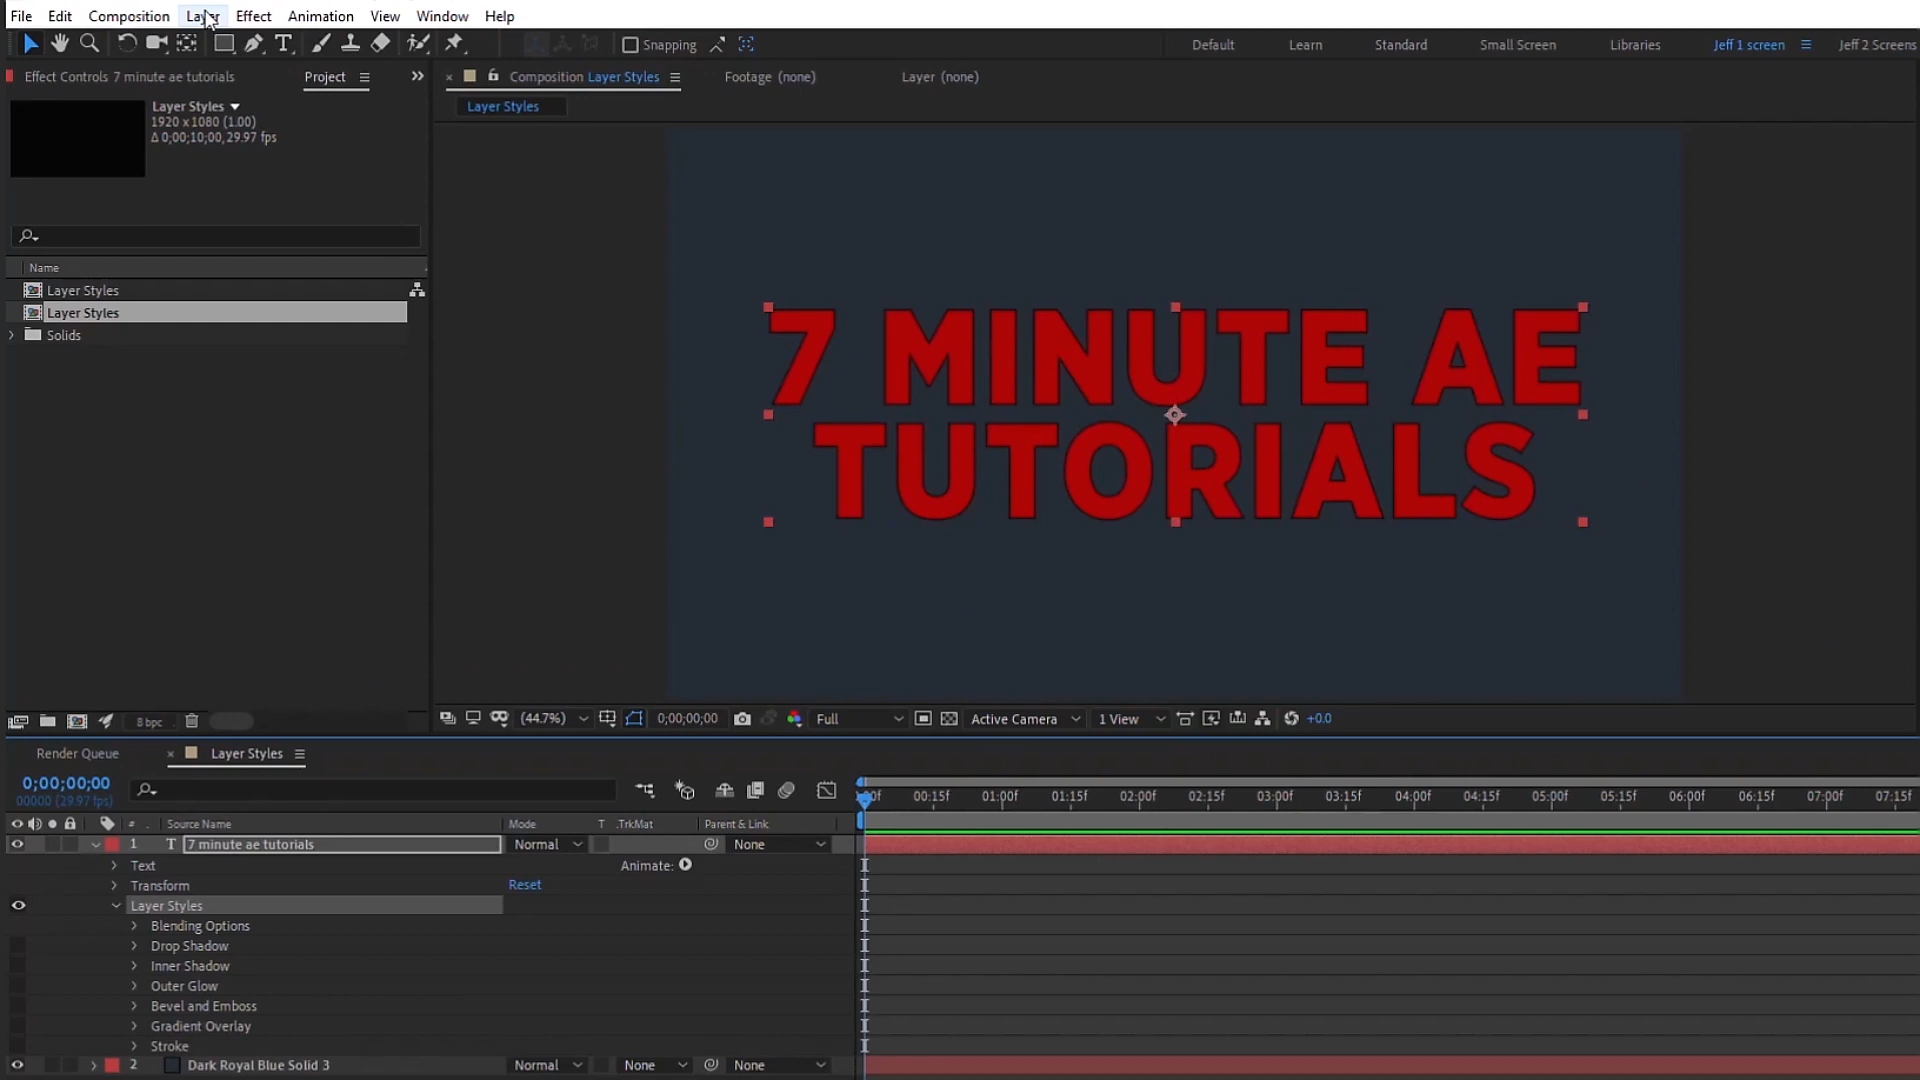 File Edit Composition Layer Effect Animation View Window Help
Snapping Default Learn Standard Small Screen Libraries Jeff 1 screen Jeff 2 Screens
Effect Controls 7 minute ae tutorials Project Composition Layer Styles Footage (none) Layer (none)
Layer Styles
Layer Styles
1920 x 1080 (1.00)
Δ 0;00;10;00, 29.97 fps
Name
Layer Styles
Layer Styles
Solids
7 MINUTE AE
TUTORIALS
8 bpc (44.7%) 0;00;00;00 Full Active Camera 1 View +0.0
Render Queue Layer Styles
0;00;00;00
00000 (29.97 fps)
00:15f 01:00f 01:15f 02:00f 02:15f 03:00f 03:15f 04:00f 04:15f 05:00f 05:15f 06:00f 06:15f 07:00f 07:15f
# Source Name Mode T .TrkMat Parent & Link
1 T 7 minute ae tutorials Normal None
Text Animate:
Transform Reset
Layer Styles
Blending Options
Drop Shadow
Inner Shadow
Outer Glow
Bevel and Emboss
Gradient Overlay
Stroke
2 Dark Royal Blue Solid 3 Normal None None